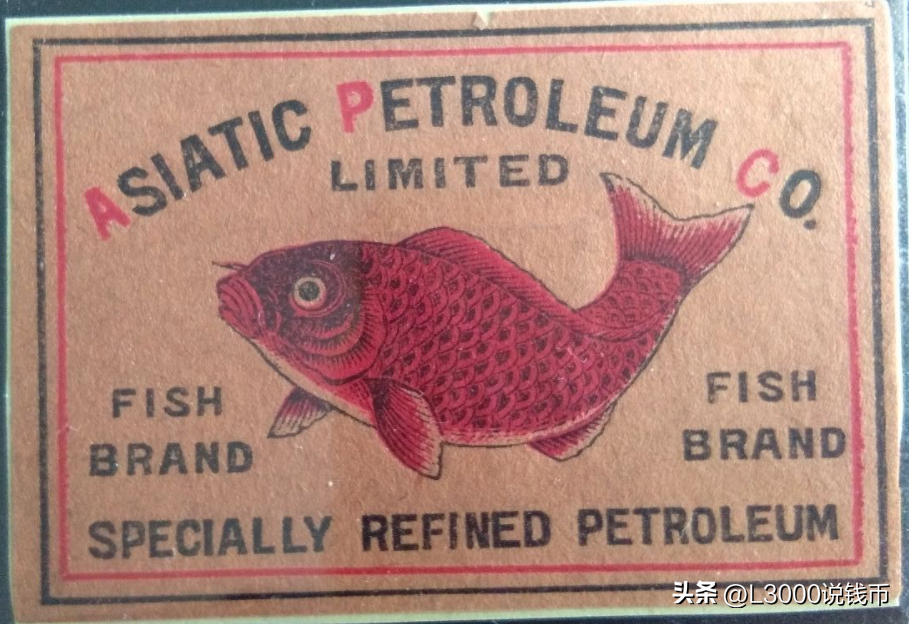 ASIATIC PETROLEUM CO.
LIMITED
FISH BRAND
FISH BRAND
SPECIALLY REFINED PETROLEUM
头条 @L3000说钱币